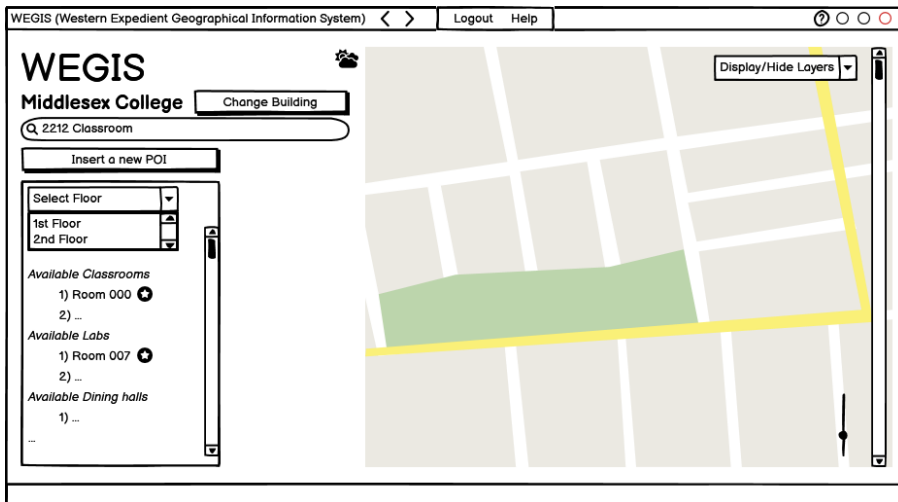 WEGIS (Western Expedient Geographical Information System)
Logout Help
?
WEGIS
Middlesex College
Change Building
2212 Classroom
Insert a new POI
Display/Hide Layers
Select Floor
1st Floor
2nd Floor
Available Classrooms
1) Room 000
2) ...
Available Labs
1) Room 007
2) ...
Available Dining halls
1) ...
...